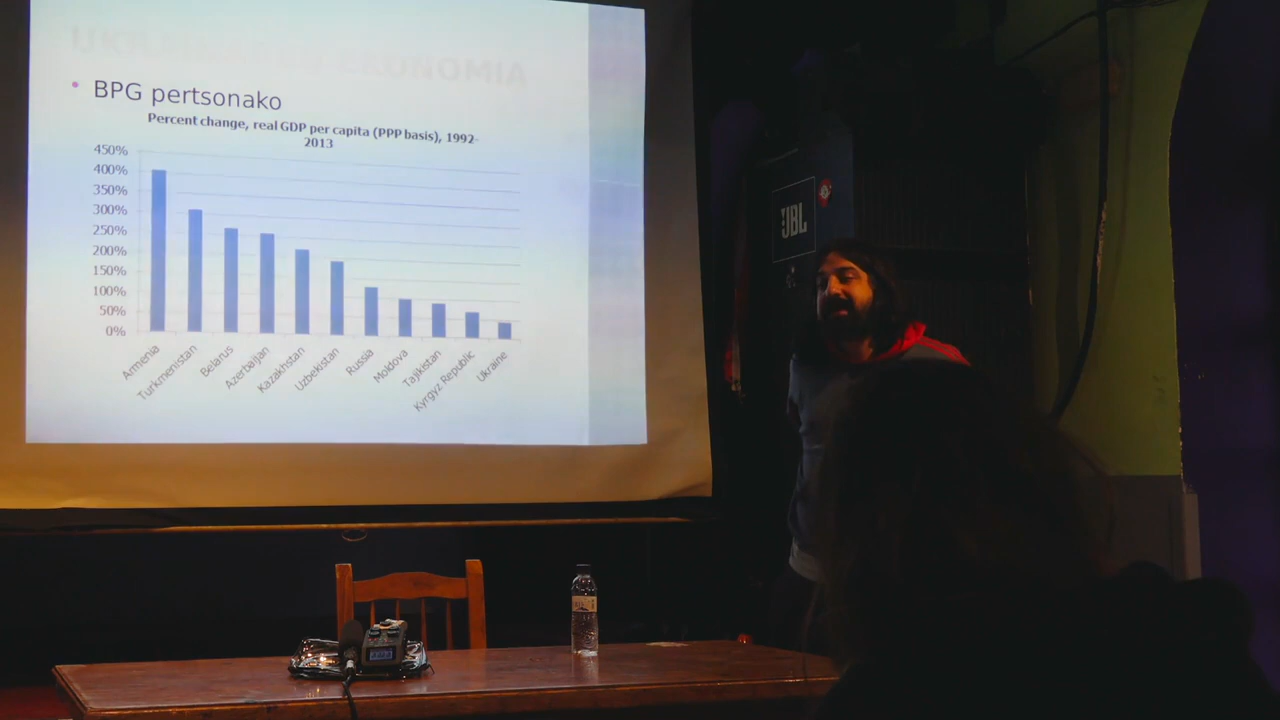 EKONOMIA
• BPG pertsonako
Percent change, real GDP per capita (PPP basis), 1992-
2013
450%
400%
350%
300%
250%
200%
150%
100%
50%
0%
Armenia
Turkmenistan
Belarus
Azerbaijan
Kazakhstan
Uzbekistan
Russia
Moldova
Tajikistan
Kyrgyz Republic
Ukraine
JBL